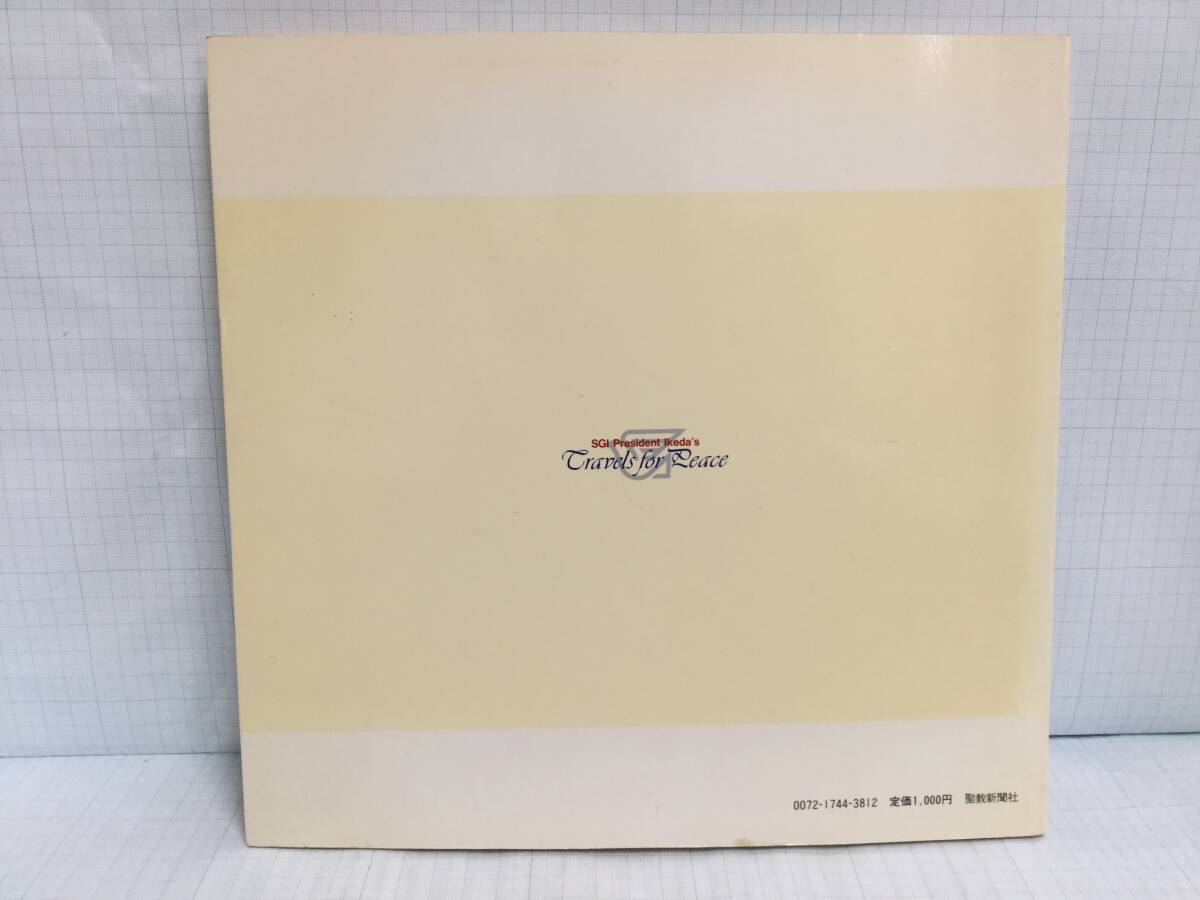 SGI President Ikeda's
Travels for Peace
0072-1744-3812 定価1,000円 聖教新聞社